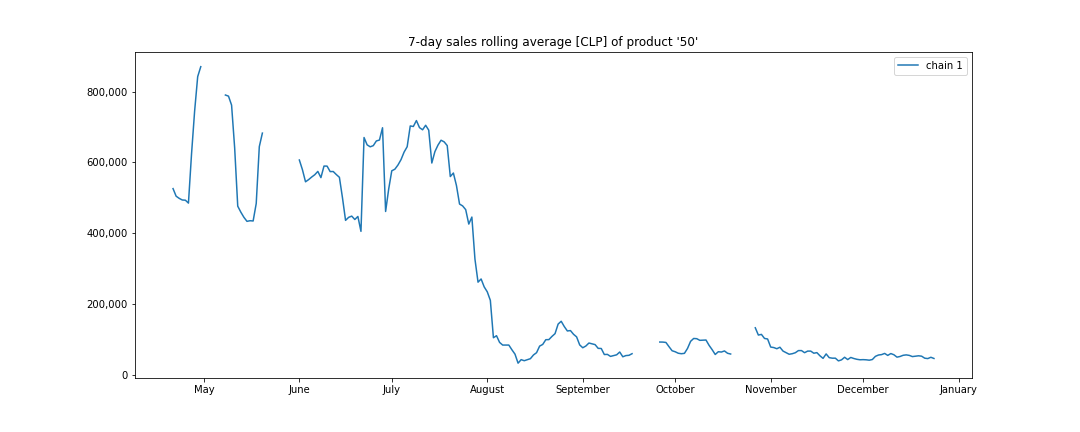 7-day sales rolling average [CLP] of product '50'
chain 1
800,000
600,000
400,000
200,000
0
May June July August September October November December January